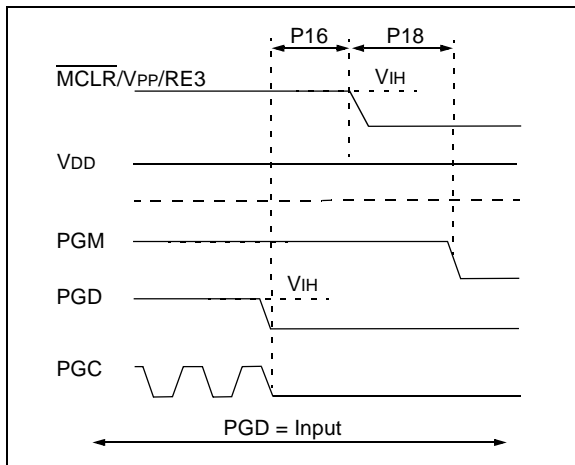 P16 P18
MCLR/VPP/RE3 VIH
VDD
PGM
PGD VIH
PGC
PGD = Input